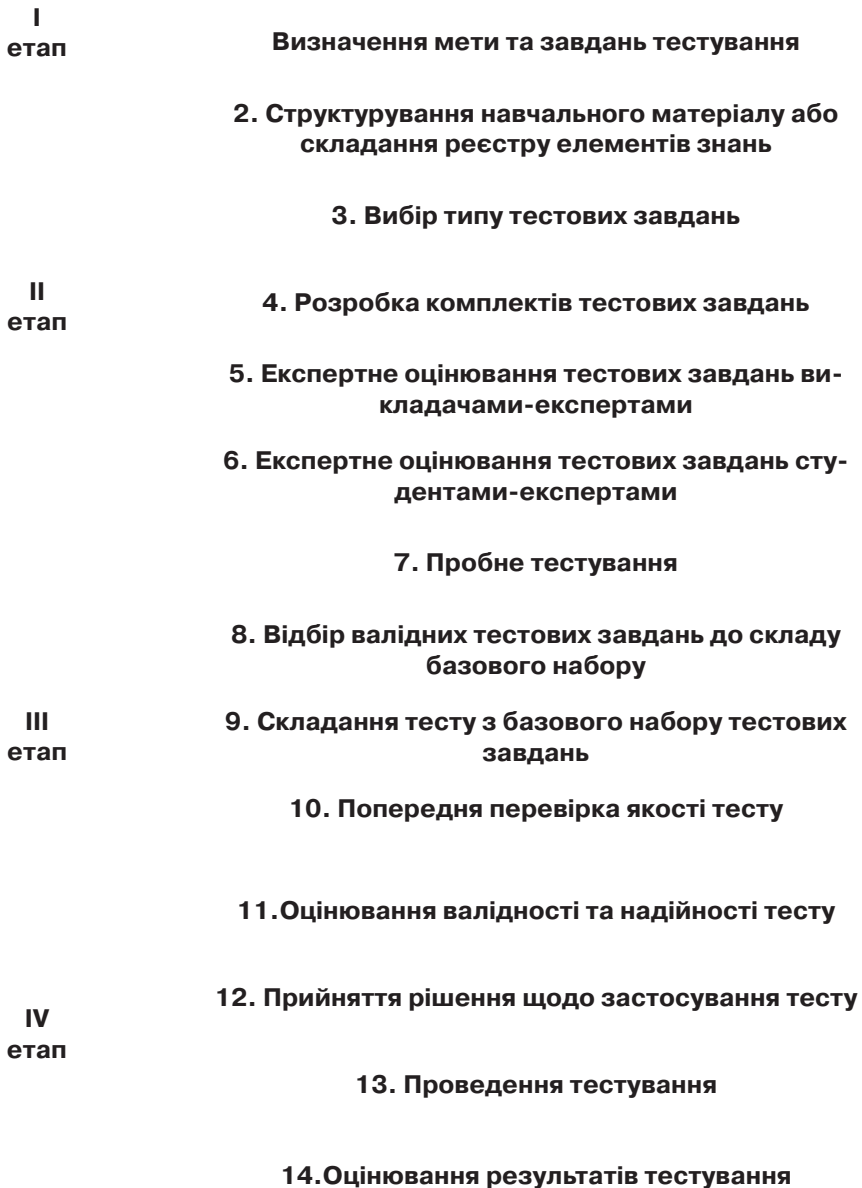 I
етап
Визначення мети та завдань тестування
2. Структурування навчального матеріалу або
складання реєстру елементів знань
3. Вибір типу тестових завдань
II
етап
4. Розробка комплектів тестових завдань
5. Експертне оцінювання тестових завдань ви-
кладачами-експертами
6. Експертне оцінювання тестових завдань сту-
дентами-експертами
7. Пробне тестування
8. Відбір валідних тестових завдань до складу
базового набору
III
етап
9. Складання тесту з базового набору тестових
завдань
10. Попередня перевірка якості тесту
11.Оцінювання валідності та надійності тесту
12. Прийняття рішення щодо застосування тесту
IV
етап
13. Проведення тестування
14.Оцінювання результатів тестування